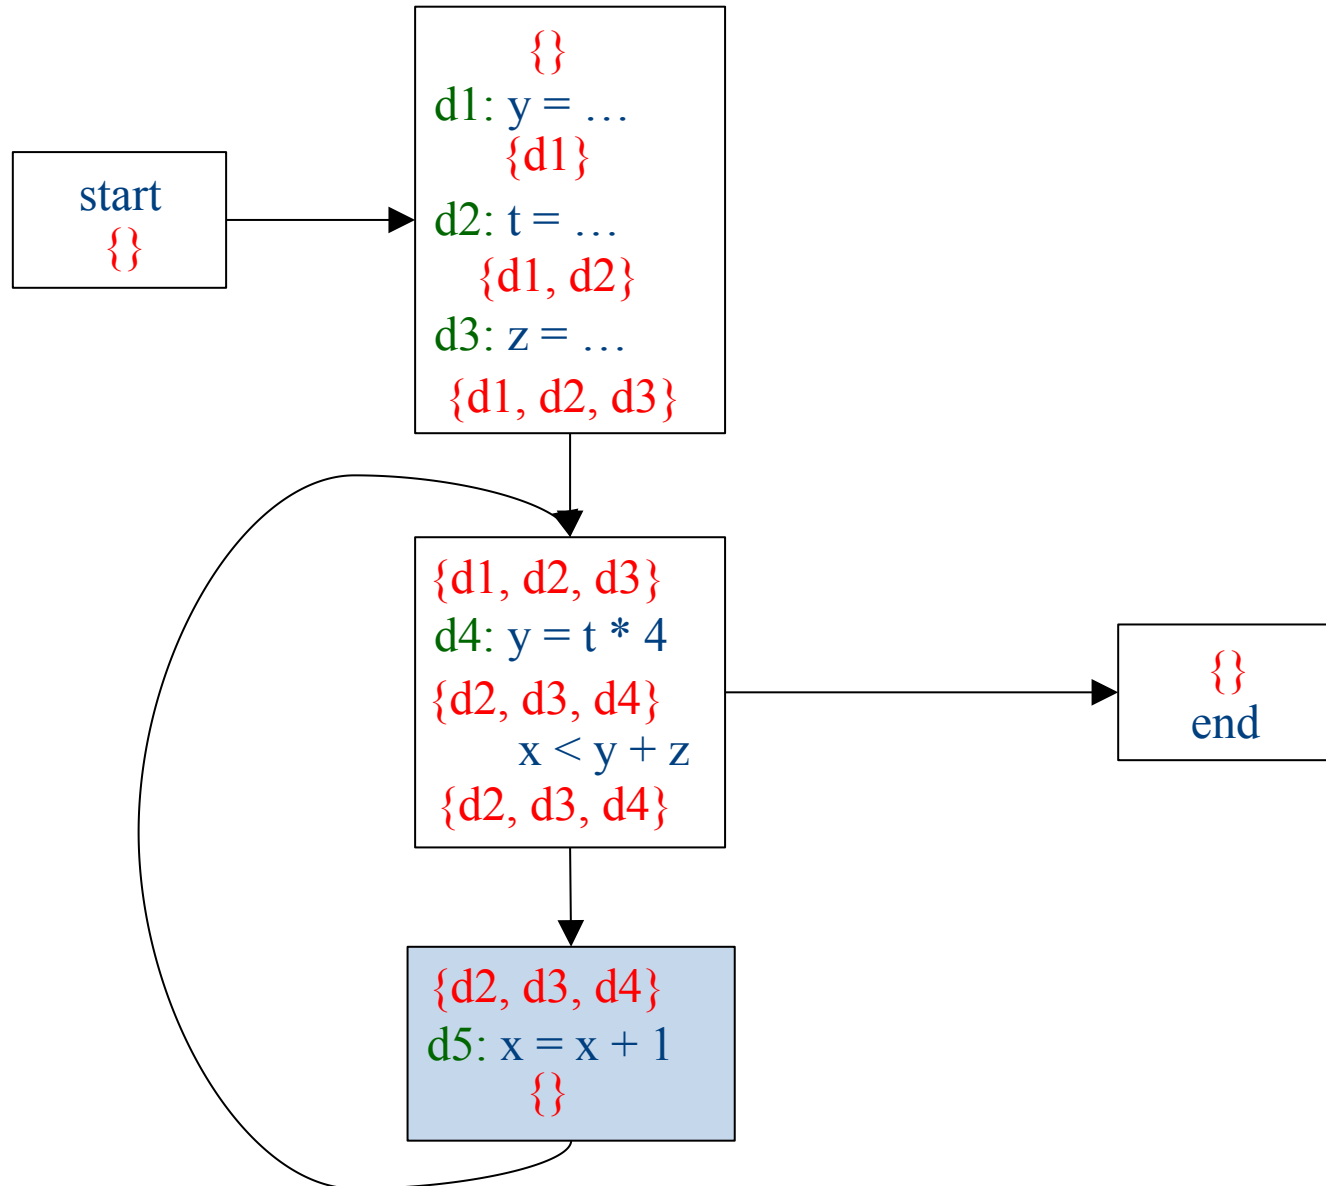 start
{}
{}
d1: y = …
{d1}
d2: t = …
{d1, d2}
d3: z = …
{d1, d2, d3}
{d1, d2, d3}
d4: y = t * 4
{d2, d3, d4}
x < y + z
{d2, d3, d4}
{}
end
{d2, d3, d4}
d5: x = x + 1
{}